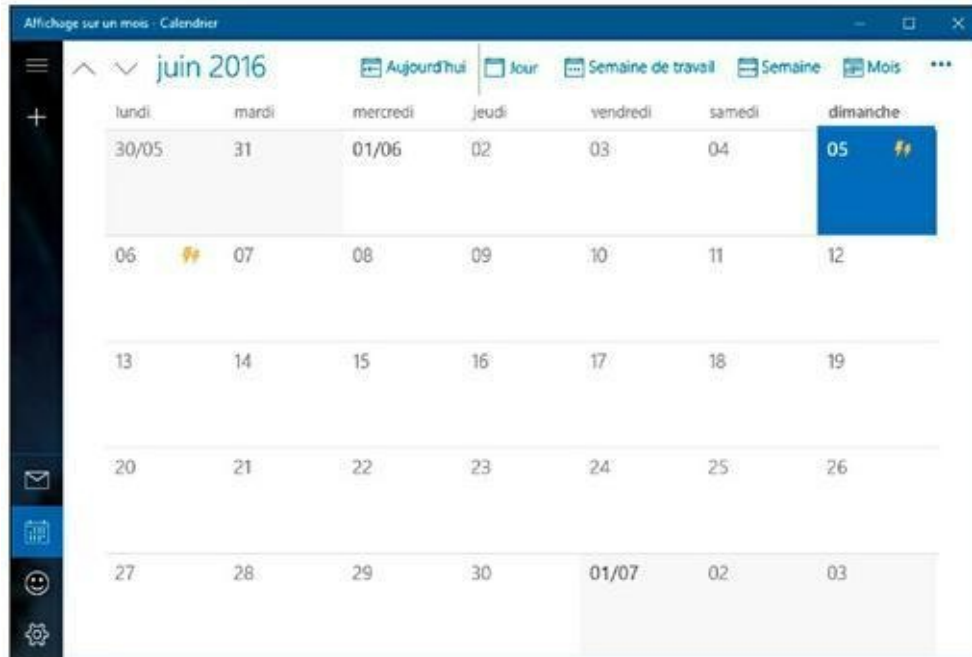 Affichage sur un mois - Calendrier
juin 2016 Aujourd'hui Jour Semaine de travail Semaine Mois
lundi mardi mercredi jeudi vendredi samedi dimanche
30/05 31 01/06 02 03 04 05
06 07 08 09 10 11 12
13 14 15 16 17 18 19
20 21 22 23 24 25 26
27 28 29 30 01/07 02 03